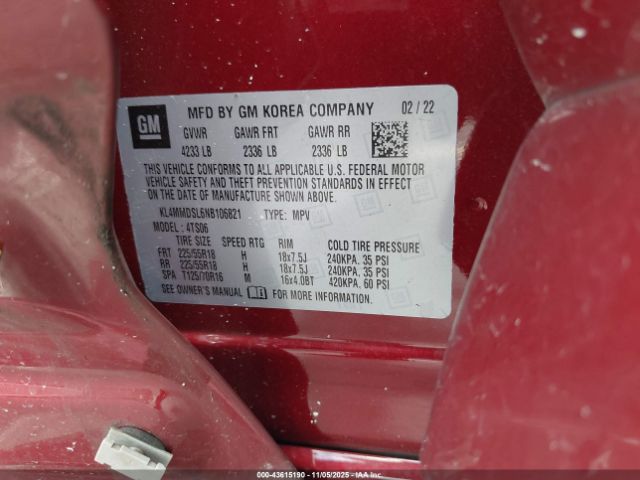 GM
MFD BY GM KOREA COMPANY 02 / 22
GVWR GAWR FRT GAWR RR
4233 LB 2336 LB 2336 LB
THIS VEHICLE CONFORMS TO ALL APPLICABLE U.S. FEDERAL MOTOR
VEHICLE SAFETY AND THEFT PREVENTION STANDARDS IN EFFECT
ON THE DATE OF MANUFACTURE SHOWN ABOVE.
KL4MMDSL6NB106821 TYPE: MPV
MODEL: 4TS06
TIRE SIZE SPEED RTG RIM COLD TIRE PRESSURE
FRT 225/55R18 H 18x7.5J 240KPA, 35 PSI
RR 225/55R18 H 18x7.5J 240KPA, 35 PSI
SPA T125/70R16 M 16x4.0BT 420KPA, 60 PSI
SEE OWNER'S MANUAL FOR MORE INFORMATION.
000-43615190 - 11/05/2025 - IAA Inc.